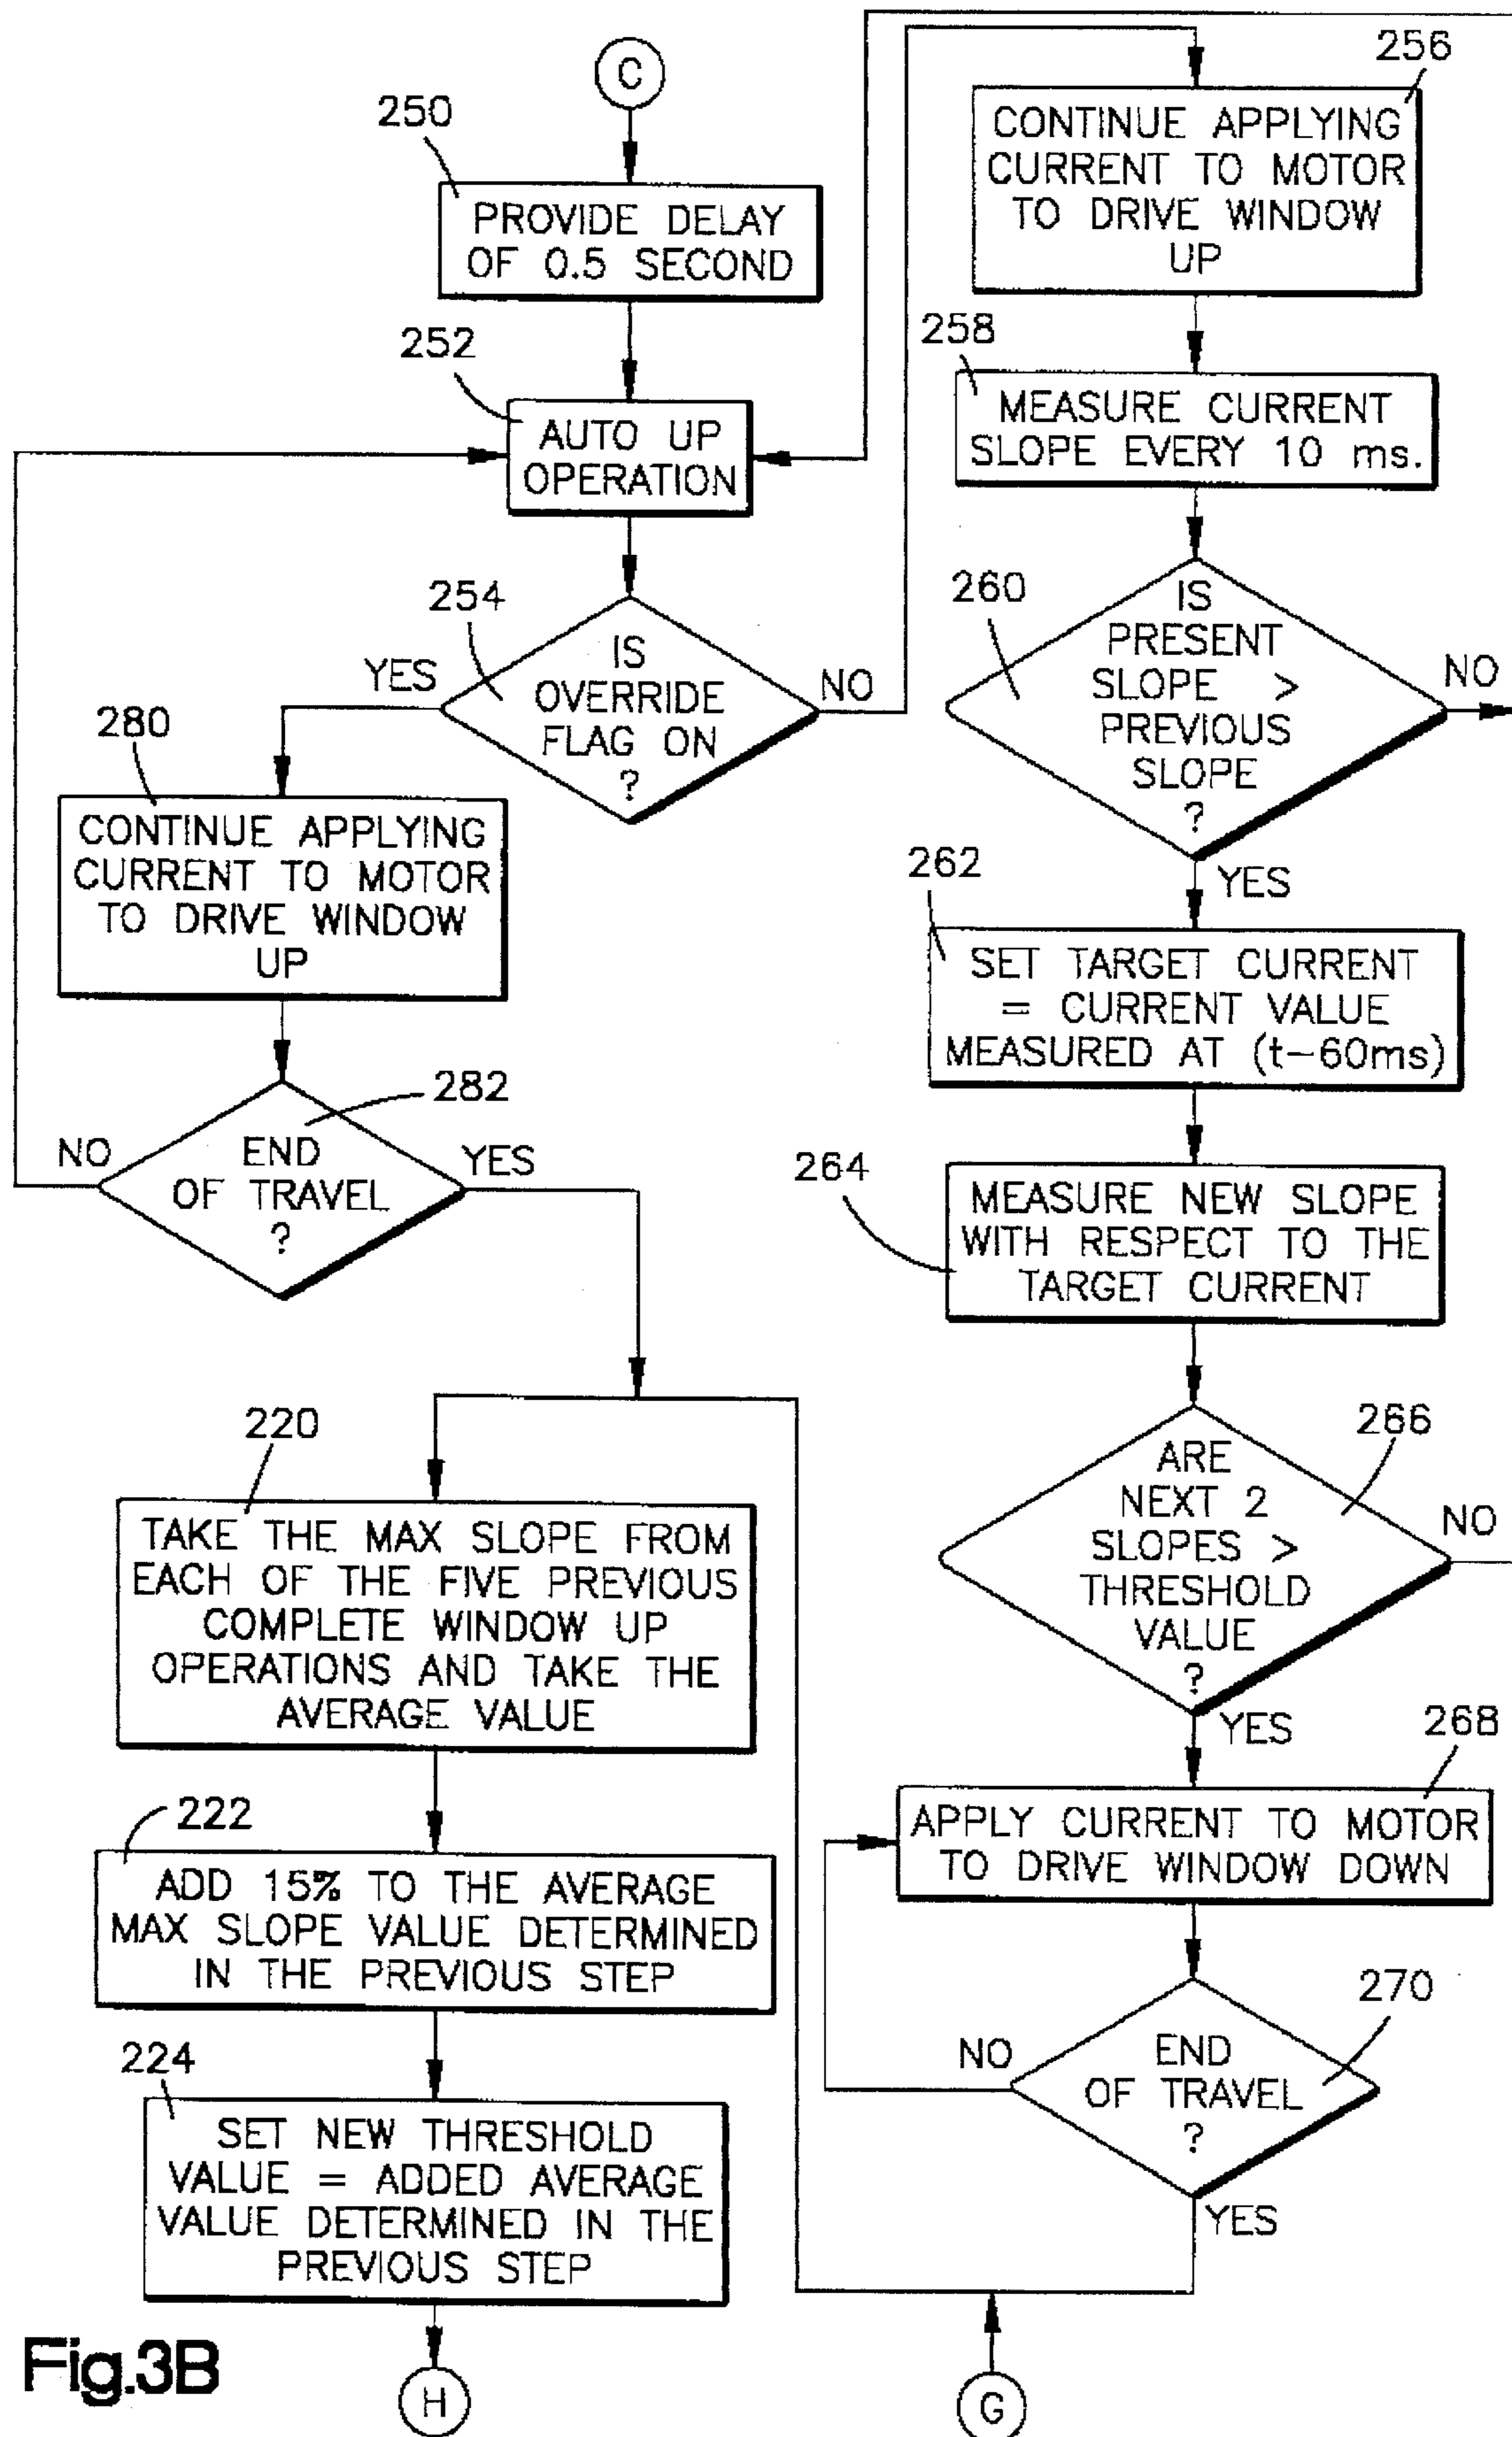 C
250
PROVIDE DELAY
OF 0.5 SECOND
252
AUTO UP
OPERATION
254
IS
OVERRIDE
FLAG ON
?
YES
NO
280
CONTINUE APPLYING
CURRENT TO MOTOR
TO DRIVE WINDOW
UP
282
END
OF TRAVEL
?
NO
YES
220
TAKE THE MAX SLOPE FROM
EACH OF THE FIVE PREVIOUS
COMPLETE WINDOW UP
OPERATIONS AND TAKE THE
AVERAGE VALUE
222
ADD 15% TO THE AVERAGE
MAX SLOPE VALUE DETERMINED
IN THE PREVIOUS STEP
224
SET NEW THRESHOLD
VALUE = ADDED AVERAGE
VALUE DETERMINED IN THE
PREVIOUS STEP
H
256
CONTINUE APPLYING
CURRENT TO MOTOR
TO DRIVE WINDOW
UP
258
MEASURE CURRENT
SLOPE EVERY 10 ms.
260
IS
PRESENT
SLOPE >
PREVIOUS
SLOPE
?
NO
YES
262
SET TARGET CURRENT
= CURRENT VALUE
MEASURED AT (t-60ms)
264
MEASURE NEW SLOPE
WITH RESPECT TO THE
TARGET CURRENT
266
ARE
NEXT 2
SLOPES >
THRESHOLD
VALUE
?
NO
YES
268
APPLY CURRENT TO MOTOR
TO DRIVE WINDOW DOWN
270
END
OF TRAVEL
?
NO
YES
G
Fig.3B